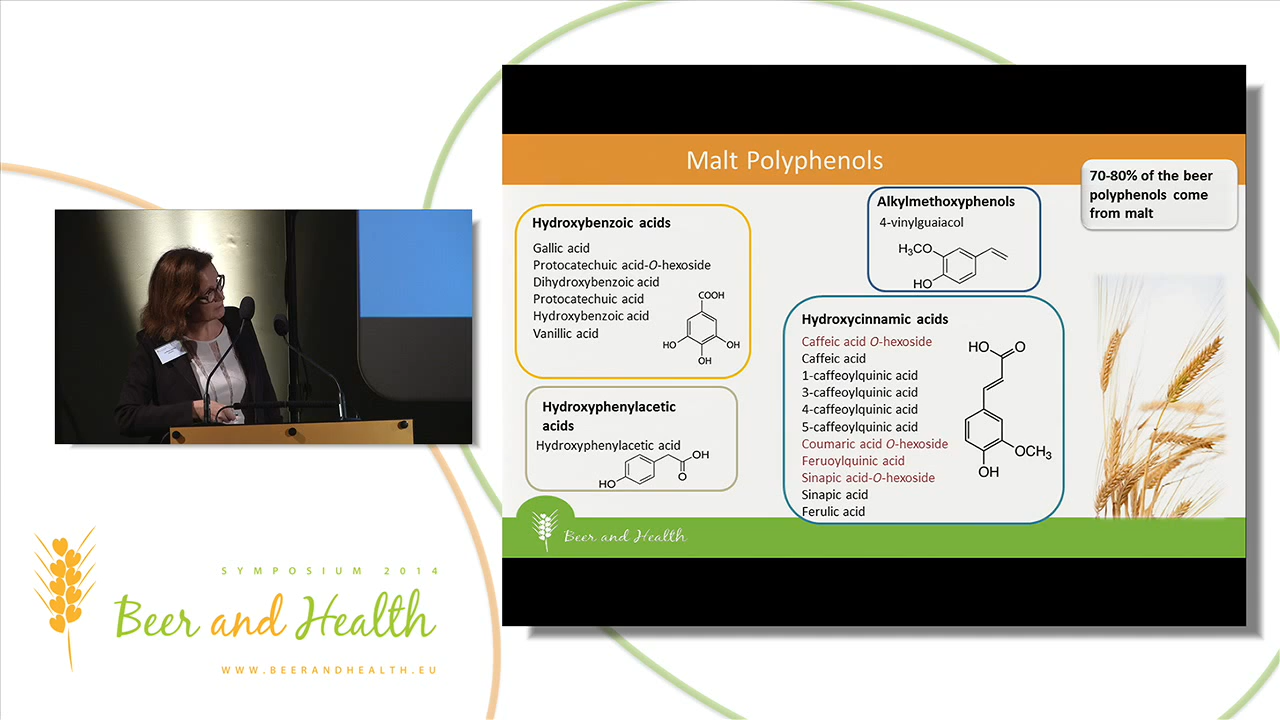 Malt Polyphenols
70-80% of the beer
polyphenols come
from malt
Hydroxybenzoic acids
Gallic acid
Protocatechuic acid-O-hexoside
Dihydroxybenzoic acid
Protocatechuic acid
Hydroxybenzoic acid
Vanillic acid
COOH
HO
OH
OH
Hydroxyphenylacetic
acids
Hydroxyphenylacetic acid
OH
O
HO
Alkylmethoxyphenols
4-vinylguaiacol
H₃CO
HO
Hydroxycinnamic acids
Caffeic acid O-hexoside
Caffeic acid
1-caffeoylquinic acid
3-caffeoylquinic acid
4-caffeoylquinic acid
5-caffeoylquinic acid
Coumaric acid O-hexoside
Feruoylquinic acid
Sinapic acid-O-hexoside
Sinapic acid
Ferulic acid
HO
O
OCH₃
OH
Beer and Health
SYMPOSIUM 2014
Beer and Health
WWW.BEERANDHEALTH.EU